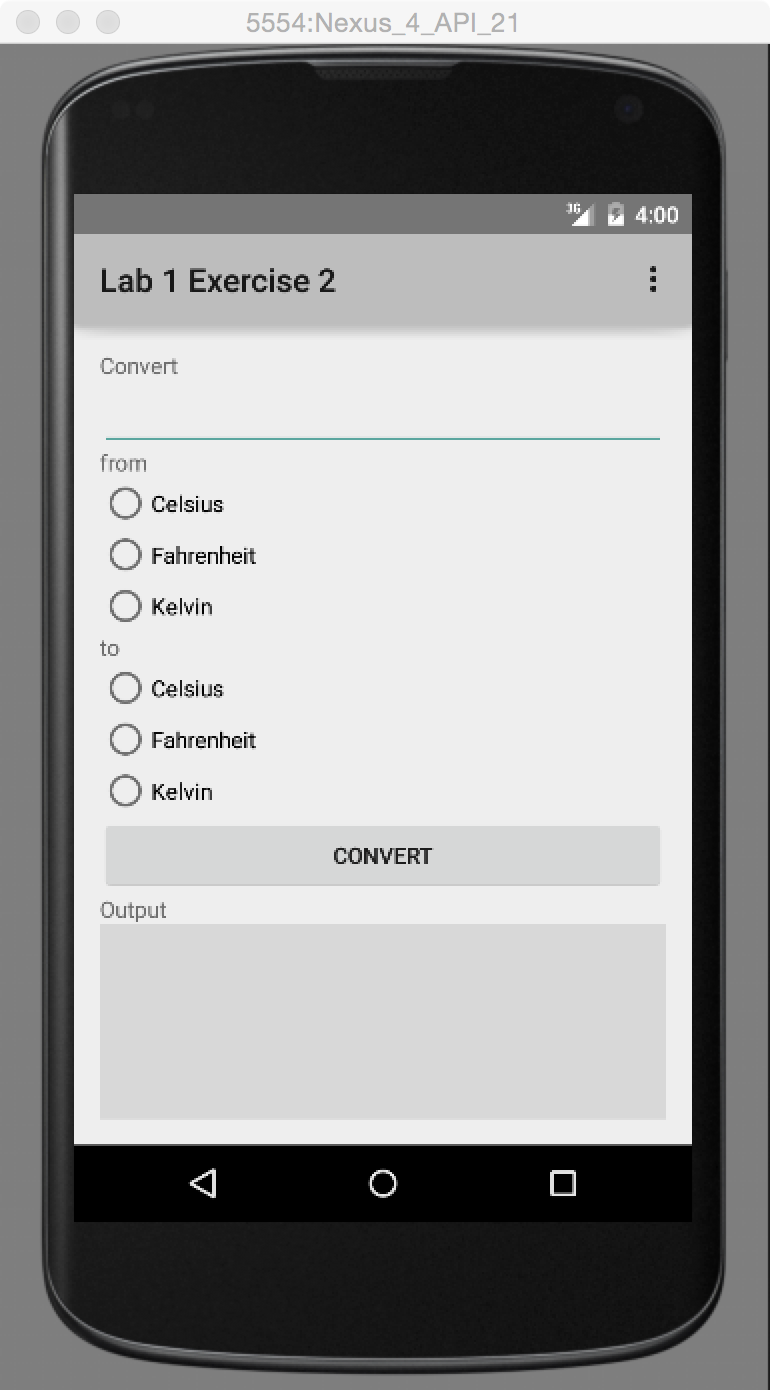 5554:Nexus_4_API_21
3G 4:00
Lab 1 Exercise 2
Convert
from
Celsius
Fahrenheit
Kelvin
to
Celsius
Fahrenheit
Kelvin
CONVERT
Output